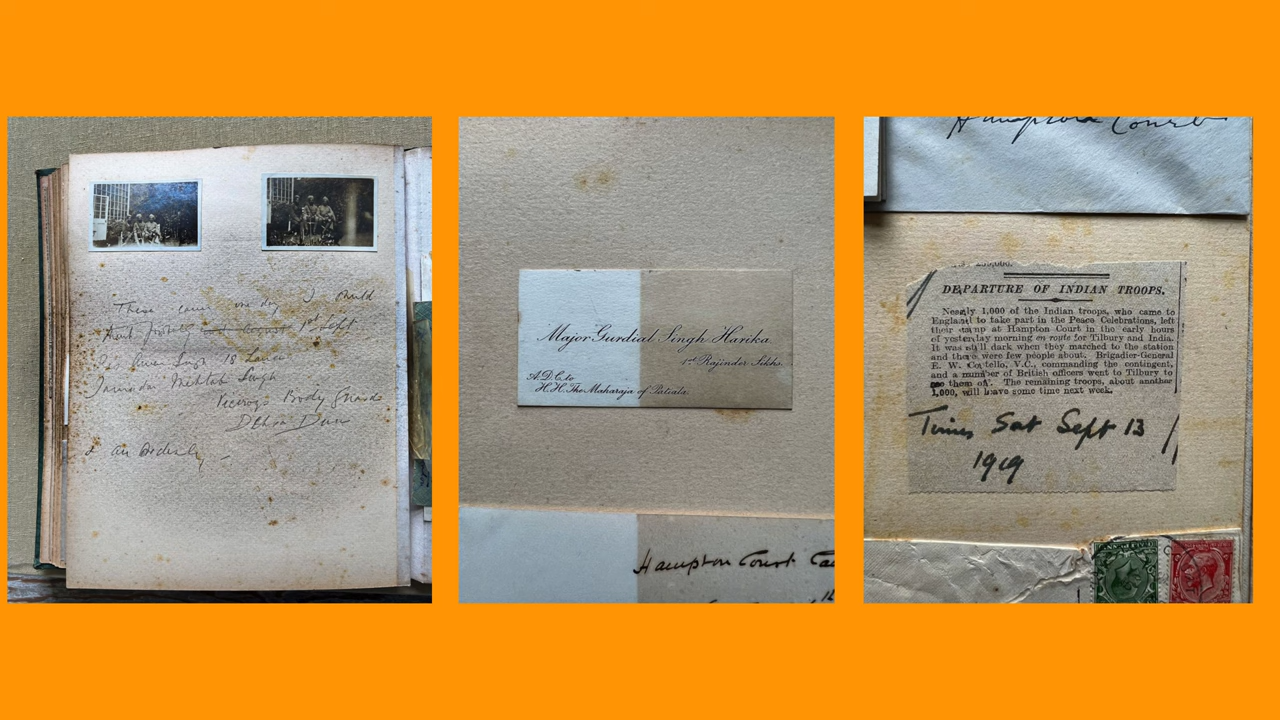 These came one day I should
think probably 1st Sept
Singh 18 Lancers
Jemadar Mehtab Singh
Viceroys Body Guards
Dehra Dun
& an Orderly –
Major Gurdial Singh Harika
1st Rajinder Sikhs.
A.D.C. to
H.H. The Maharaja of Patiala
Hampton Court
Hampton Court
DEPARTURE OF INDIAN TROOPS.
Nearly 1,000 of the Indian troops, who came to
England to take part in the Peace Celebrations, left
their camp at Hampton Court in the early hours
of yesterday morning en route for Tilbury and India.
It was still dark when they marched to the station
and there were few people about. Brigadier-General
E. W. Costello, V.C., commanding the contingent,
and a number of British officers went to Tilbury to
see them off. The remaining troops, about another
1,000, will leave some time next week.
Times Sat Sept 13
1919